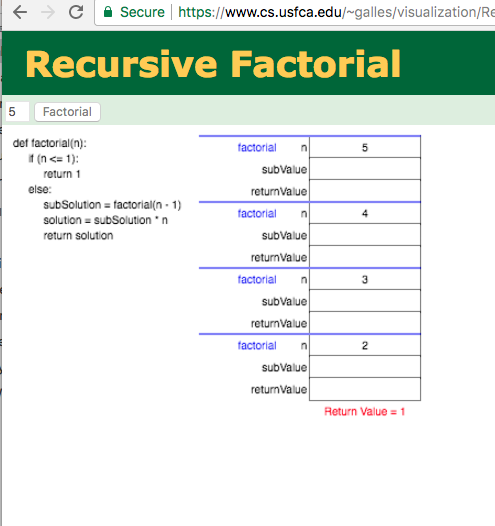 Secure https://www.cs.usfca.edu/~galles/visualization/Re
Recursive Factorial
5 Factorial
def factorial(n):
if (n <= 1):
return 1
else:
subSolution = factorial(n - 1)
solution = subSolution * n
return solution
factorial n 5
subValue
returnValue
factorial n 4
subValue
returnValue
factorial n 3
subValue
returnValue
factorial n 2
subValue
returnValue
Return Value = 1